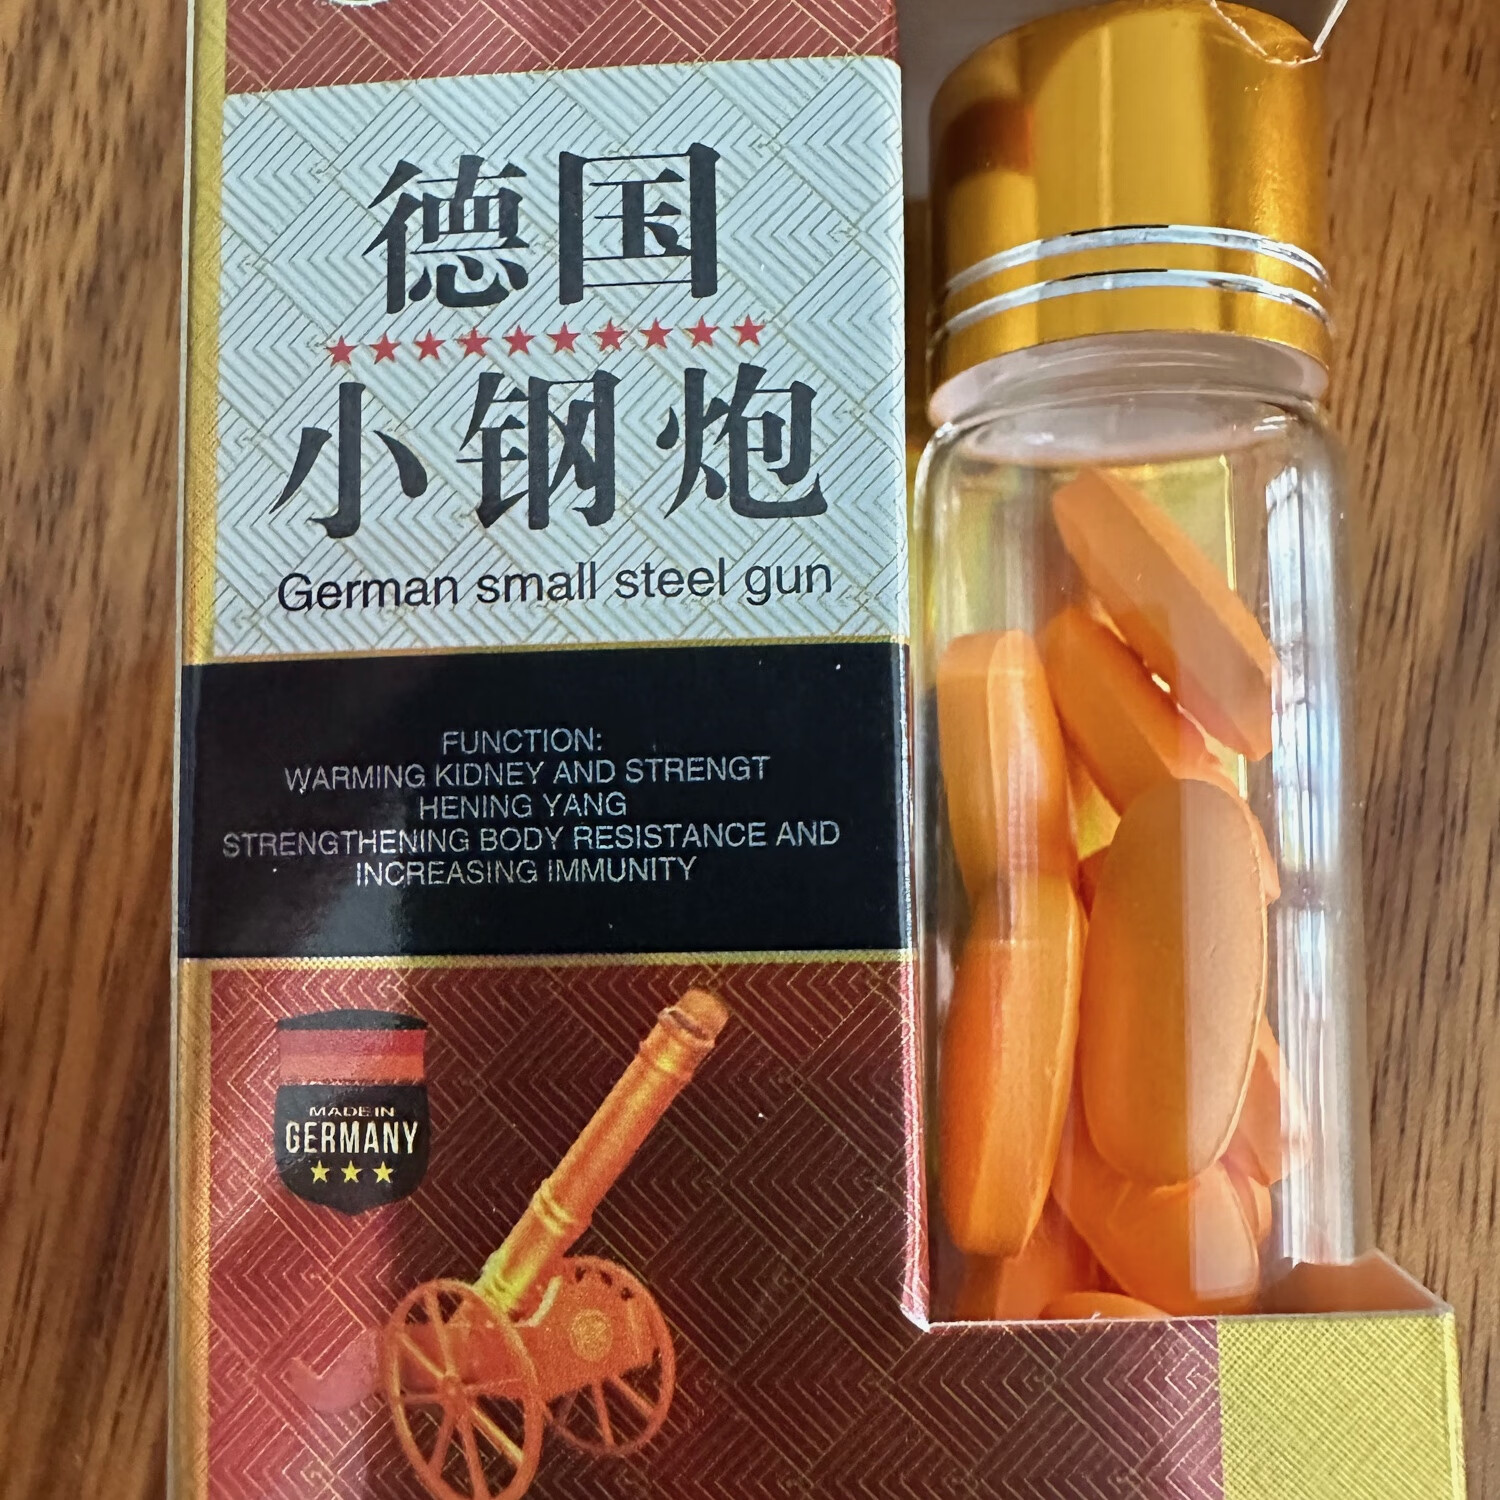 德国
小钢炮
German small steel gun
FUNCTION:
WARMING KIDNEY AND STRENGT
HENING YANG
STRENGTHENING BODY RESISTANCE AND
INCREASING IMMUNITY
MADE IN
GERMANY